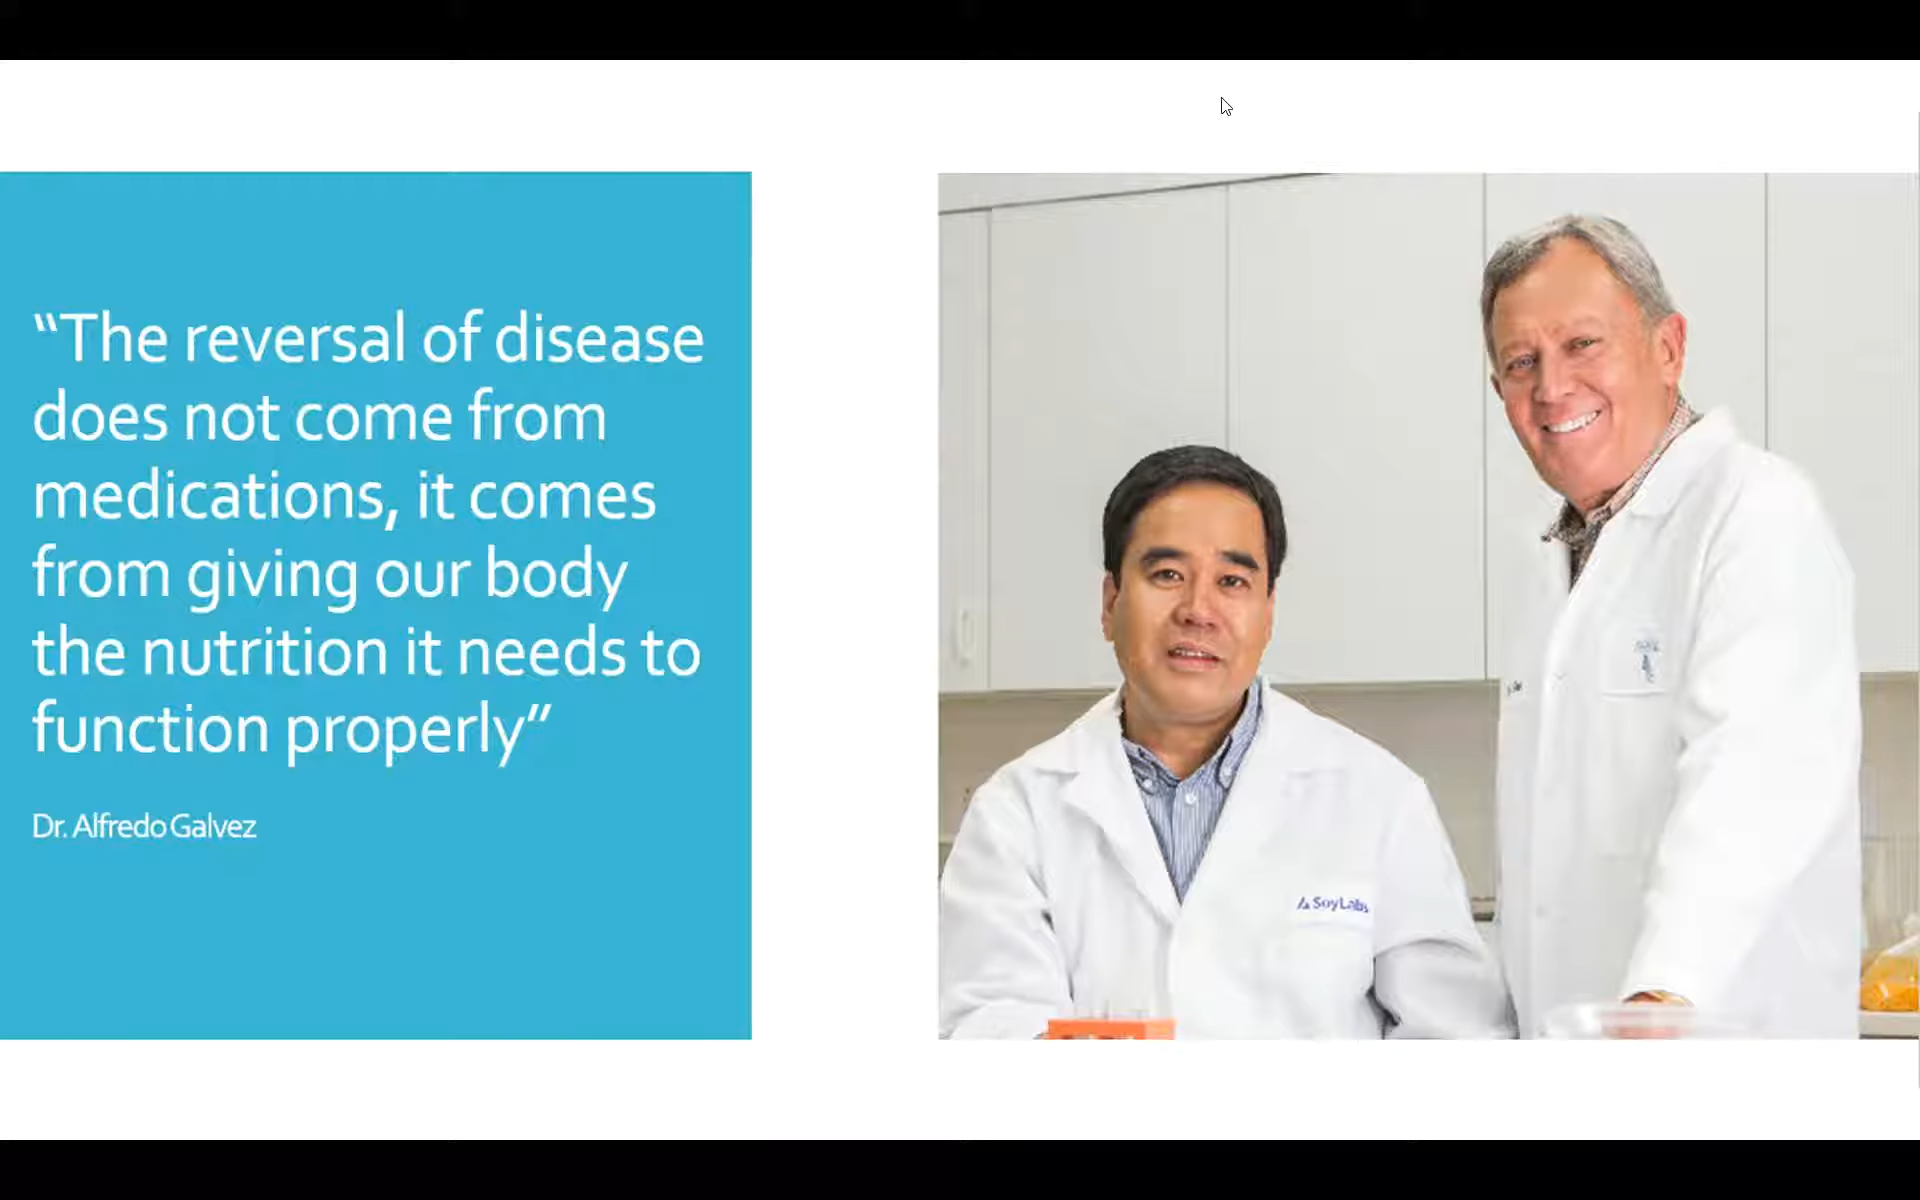 “The reversal of disease
does not come from
medications, it comes
from giving our body
the nutrition it needs to
function properly”
Dr. Alfredo Galvez
SoyLabs